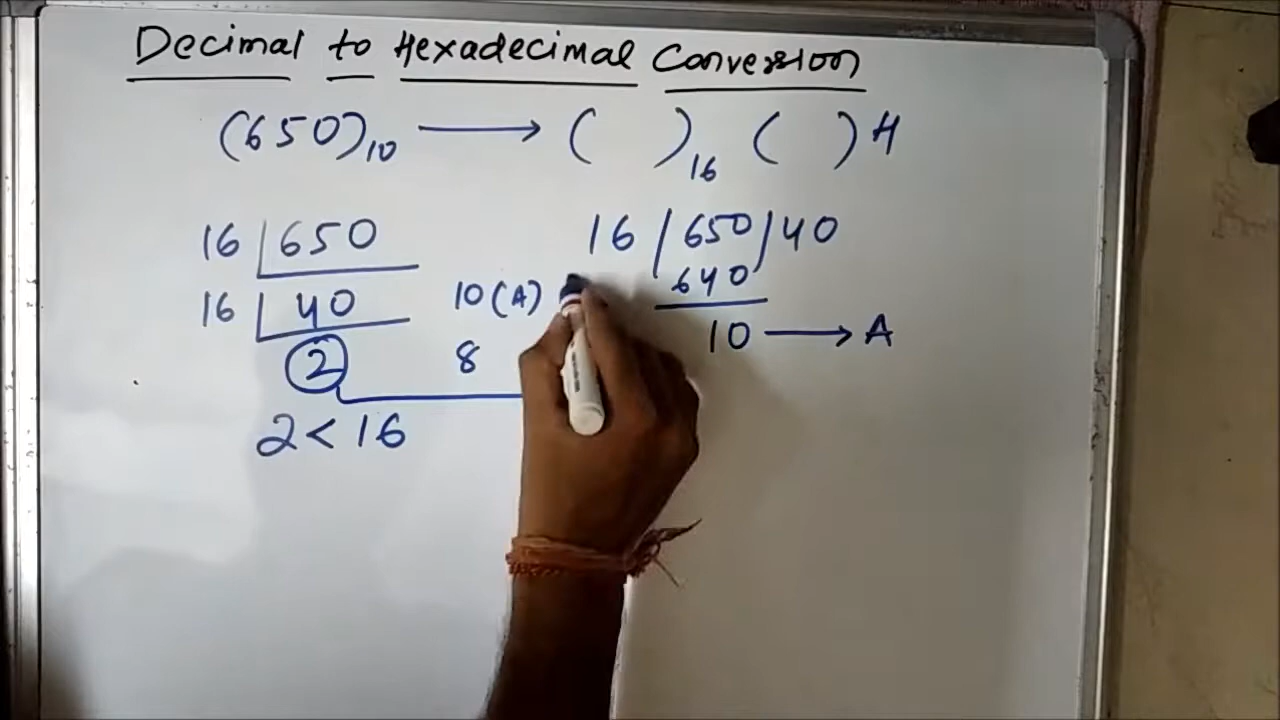 Decimal to Hexadecimal Conversion
(650)10 ⟶ ( )16 ( )H
16 650
16 40 10(A)
2 8
2 < 16
16 650 40
640
10 ⟶ A